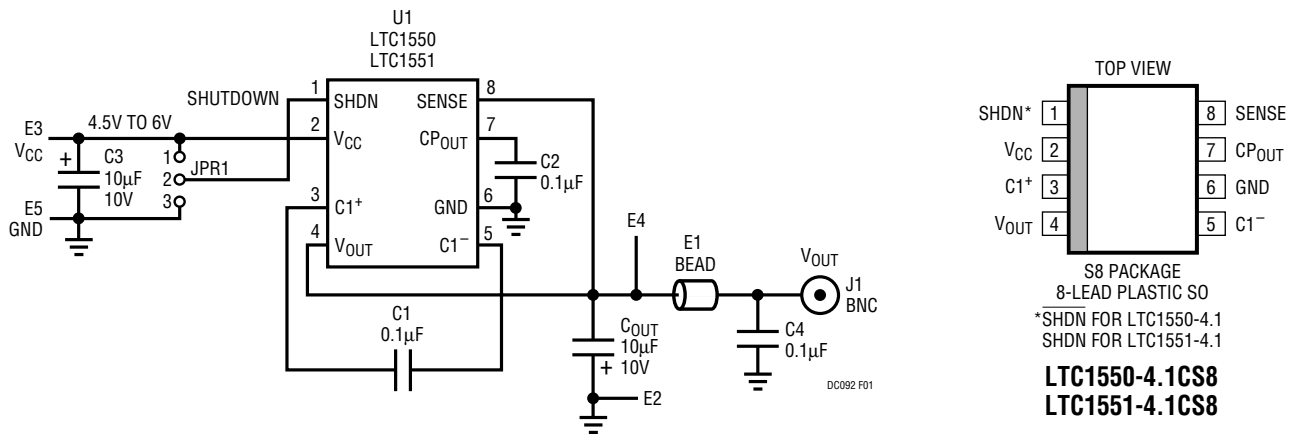 U1
LTC1550
LTC1551
SHUTDOWN
1 SHDN SENSE 8
2 VCC CPOUT 7
3 C1+ GND 6
4 VOUT C1– 5
E3
VCC
4.5V TO 6V
+
C3
10µF
10V
1
2
3
JPR1
E5
GND
C2
0.1µF
E4
E1
BEAD
VOUT
J1
BNC
C1
0.1µF
COUT
10µF
+ 10V
C4
0.1µF
E2
DC092 F01
TOP VIEW
SHDN* 1 8 SENSE
VCC 2 7 CPOUT
C1+ 3 6 GND
VOUT 4 5 C1–
S8 PACKAGE
8-LEAD PLASTIC SO
*S̅H̅D̅N̅ FOR LTC1550-4.1
SHDN FOR LTC1551-4.1
LTC1550-4.1CS8
LTC1551-4.1CS8